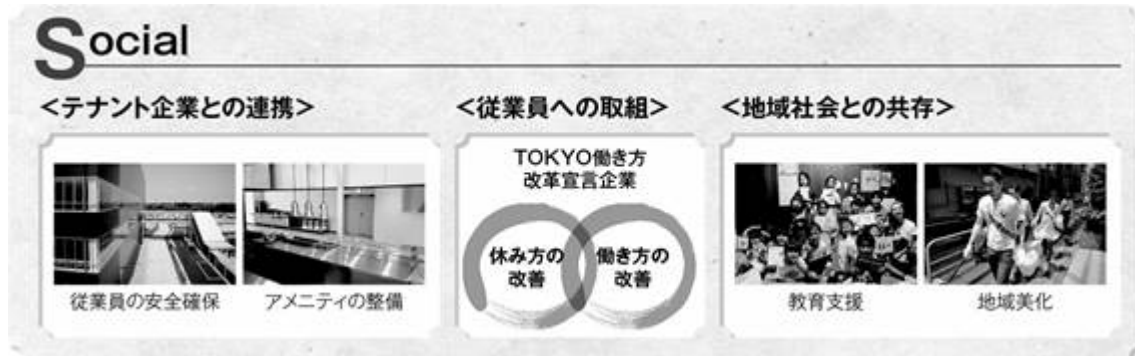 Social
<テナント企業との連携>
従業員の安全確保
アメニティの整備
<従業員への取組>
TOKYO働き方
改革宣言企業
休み方の
改善
働き方の
改善
<地域社会との共存>
教育支援
地域美化